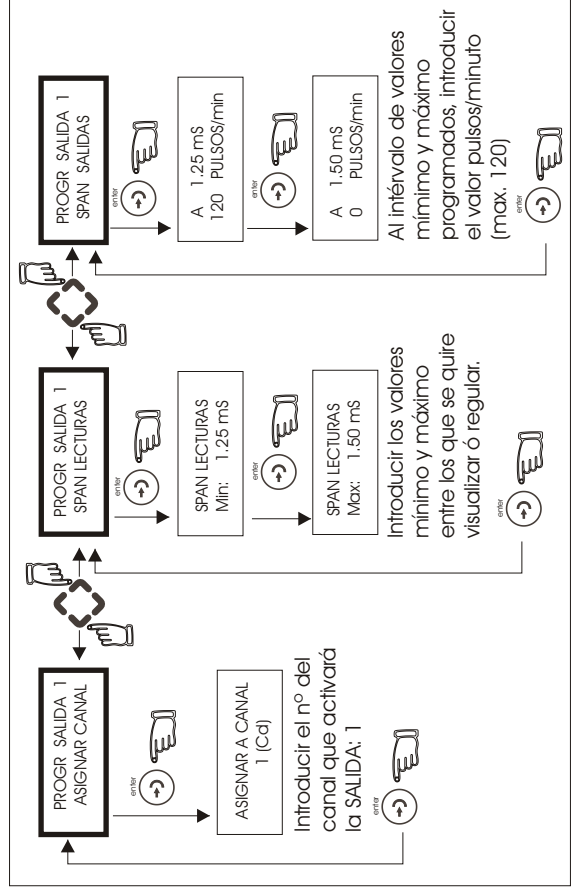 PROGR SALIDA 1
ASIGNAR CANAL
enter
ASIGNAR A CANAL
1 (Cd)
Introducir el nº del
canal que activará
la SALIDA: 1
enter
PROGR SALIDA 1
SPAN LECTURAS
enter
SPAN LECTURAS
Min: 1.25 mS
enter
SPAN LECTURAS
Max: 1.50 mS
Introducir los valores
mínimo y máximo
entre los que se quire
visualizar ó regular.
enter
PROGR SALIDA 1
SPAN SALIDAS
enter
A 1.25 mS
120 PULSOS/min
enter
A 1.50 mS
0 PULSOS/min
Al intérvalo de valores
mímimo y máximo
programados, introducir
el valor pulsos/minuto
(max. 120)
enter